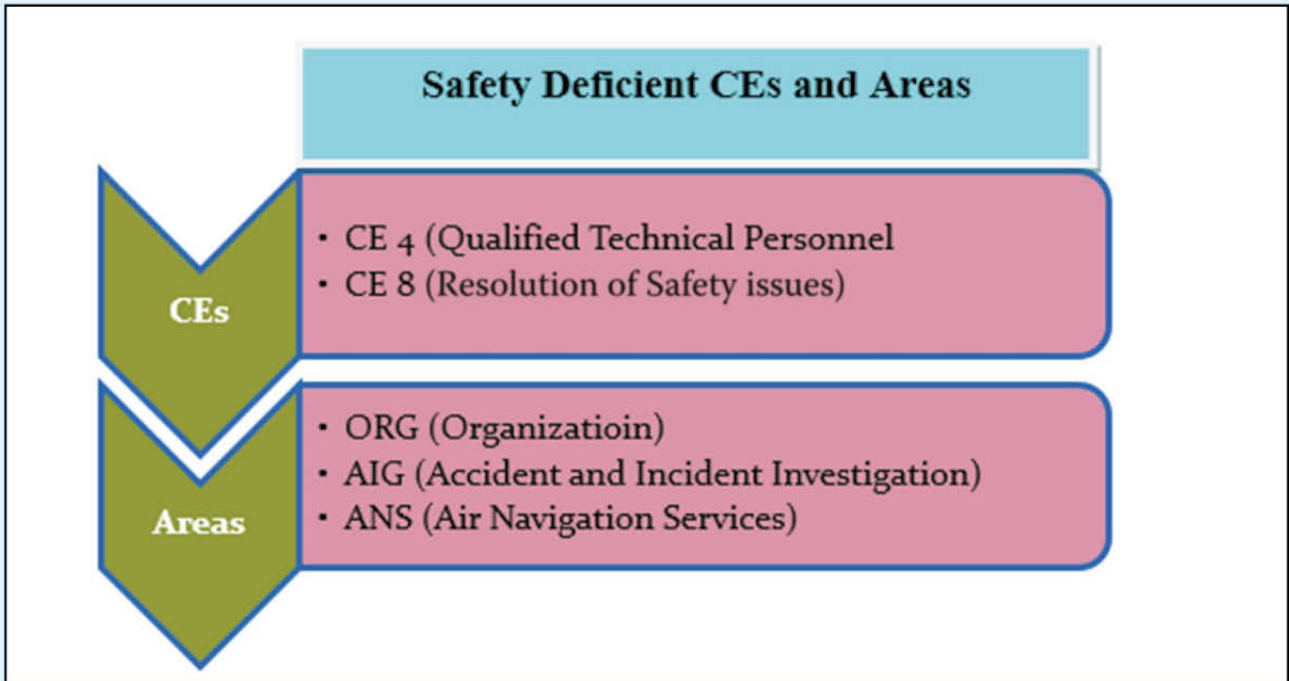 Safety Deficient CEs and Areas
CEs
• CE 4 (Qualified Technical Personnel
• CE 8 (Resolution of Safety issues)
Areas
• ORG (Organizatioin)
• AIG (Accident and Incident Investigation)
• ANS (Air Navigation Services)